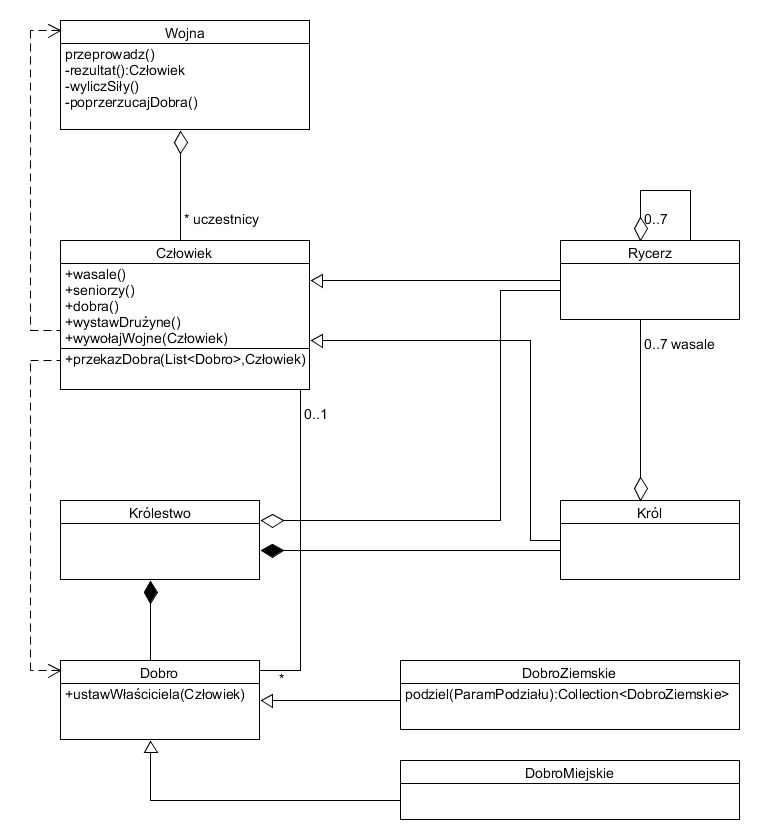 Wojna
przeprowadz()
-rezultat():Człowiek
-wyliczSiły()
-poprzerzucajDobra()
* uczestnicy
0..7
Człowiek
+wasale()
+seniorzy()
+dobra()
+wystawDrużyne()
+wywołajWojne(Człowiek)
+przekazDobra(List<Dobro>,Człowiek)
Rycerz
0..7 wasale
0..1
Królestwo
Król
Dobro
+ustawWłaściciela(Człowiek)
*
DobroZiemskie
podziel(ParamPodziału):Collection<DobroZiemskie>
DobroMiejskie